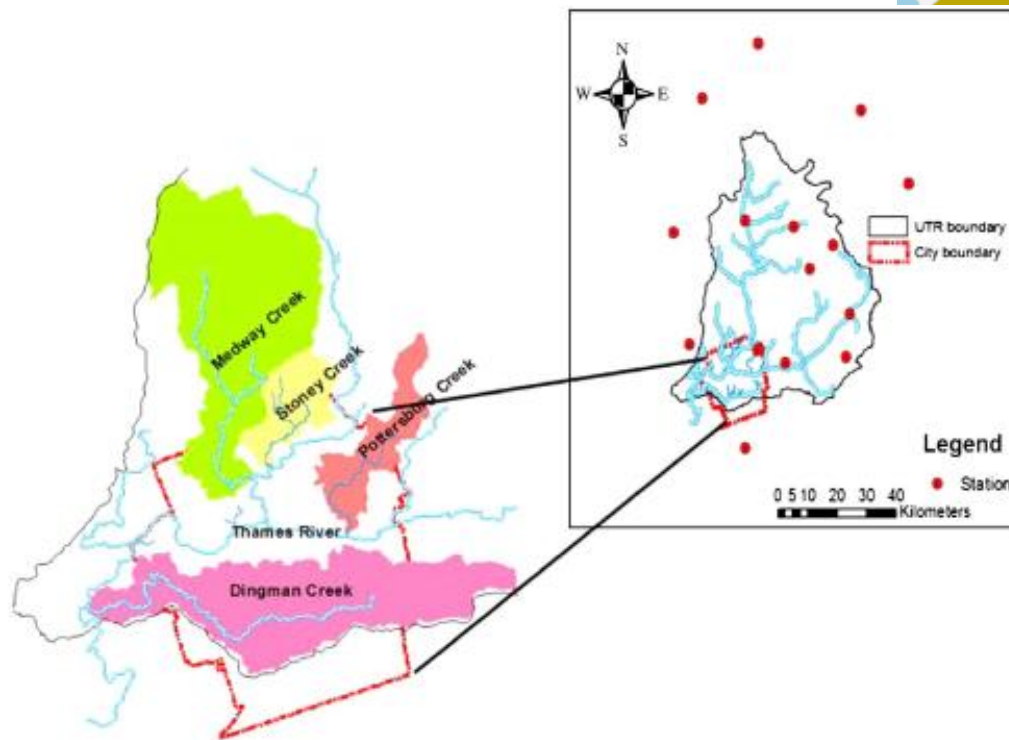 N
W E
S
UTR boundary
City boundary
Medway Creek
Stoney Creek
Pottersburg Creek
Thames River
Dingman Creek
Legend
Station
0 5 10 20 30 40
Kilometers